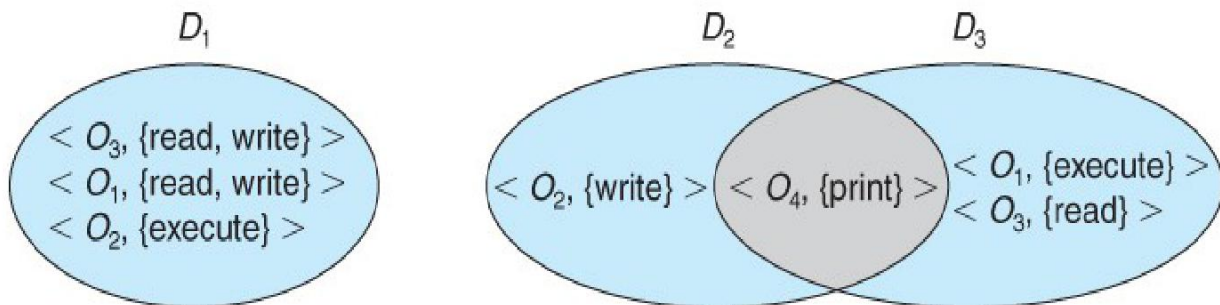 D₁
D₂
D₃
< O₃, {read, write} >
< O₁, {read, write} >
< O₂, {execute} >
< O₂, {write} >
< O₄, {print} >
< O₁, {execute} >
< O₃, {read} >